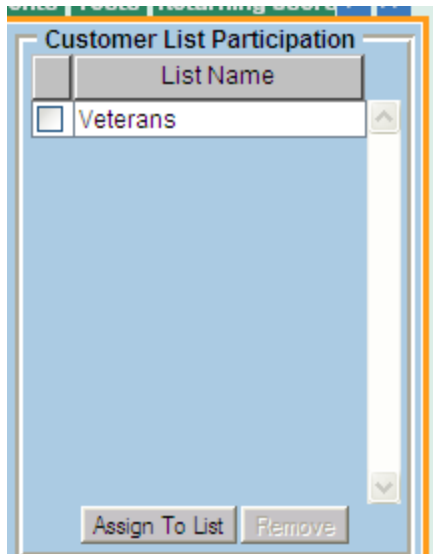 Customer List Participation
List Name
Veterans
Assign To List Remove